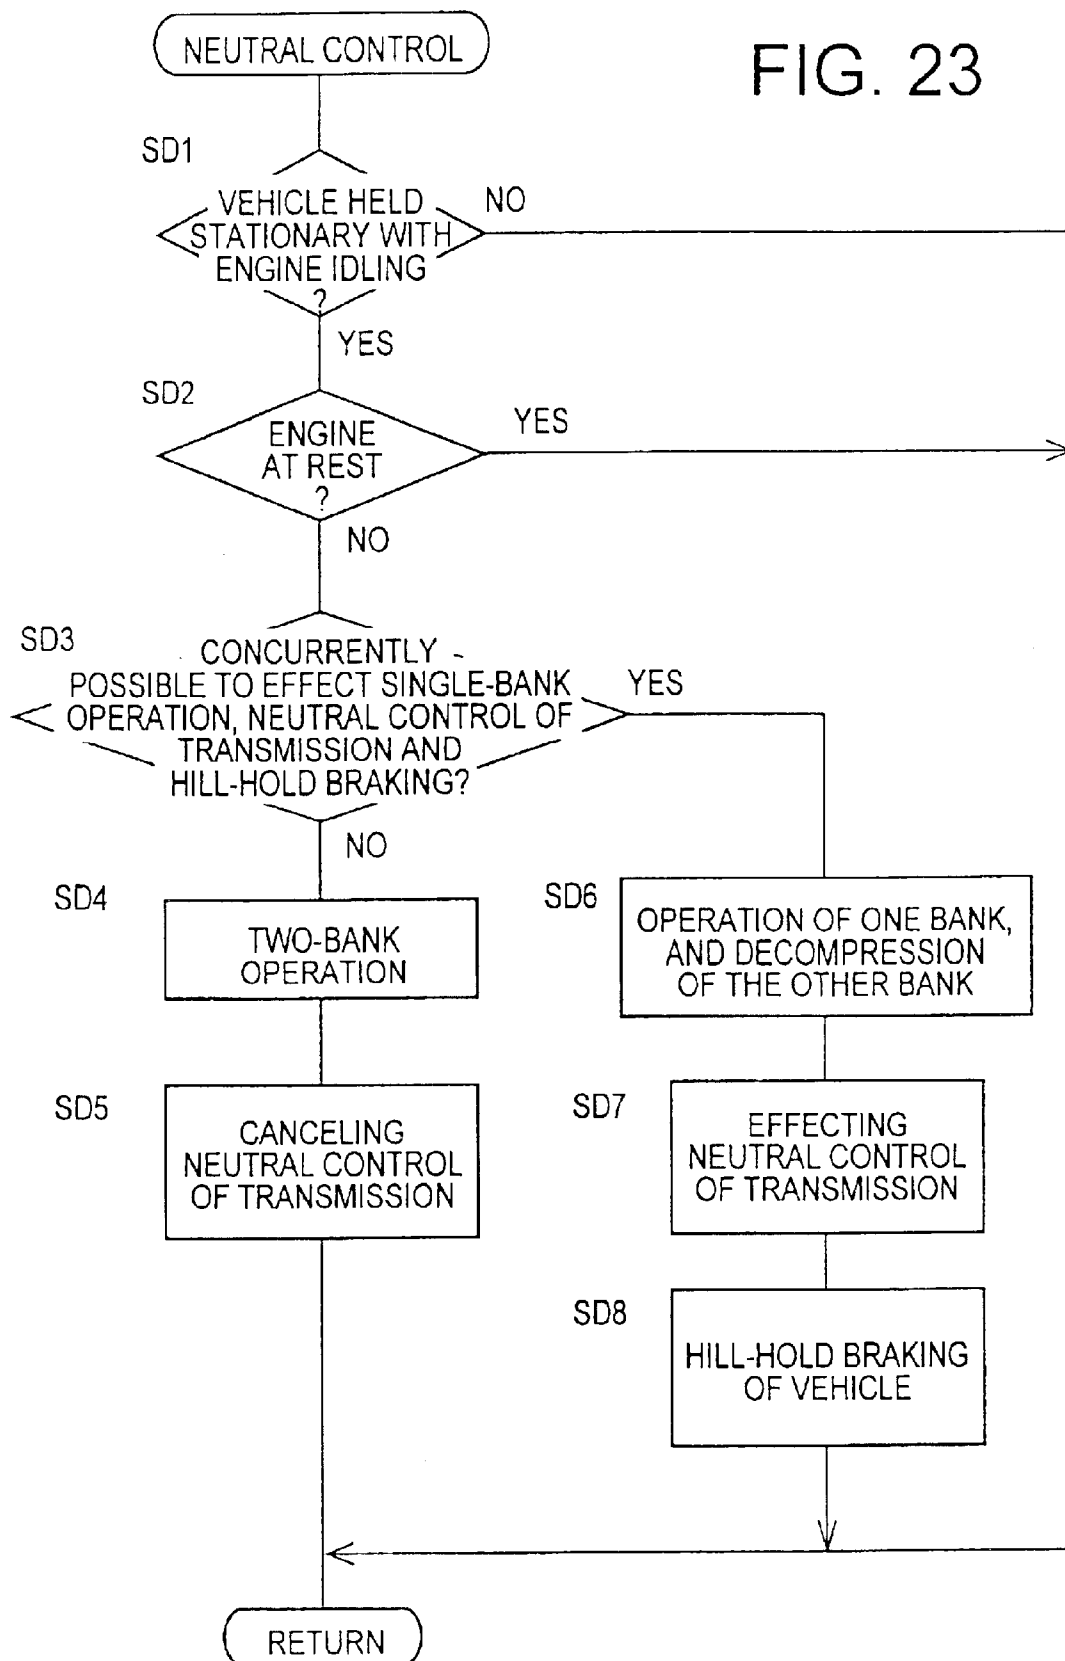 NEUTRAL CONTROL
FIG. 23
SD1
VEHICLE HELD
STATIONARY WITH
ENGINE IDLING
?
NO
YES
SD2
ENGINE
AT REST
?
YES
NO
SD3
CONCURRENTLY
POSSIBLE TO EFFECT SINGLE-BANK
OPERATION, NEUTRAL CONTROL OF
TRANSMISSION AND
HILL-HOLD BRAKING?
YES
NO
SD4
TWO-BANK
OPERATION
SD5
CANCELING
NEUTRAL CONTROL
OF TRANSMISSION
SD6
OPERATION OF ONE BANK,
AND DECOMPRESSION
OF THE OTHER BANK
SD7
EFFECTING
NEUTRAL CONTROL
OF TRANSMISSION
SD8
HILL-HOLD BRAKING
OF VEHICLE
RETURN